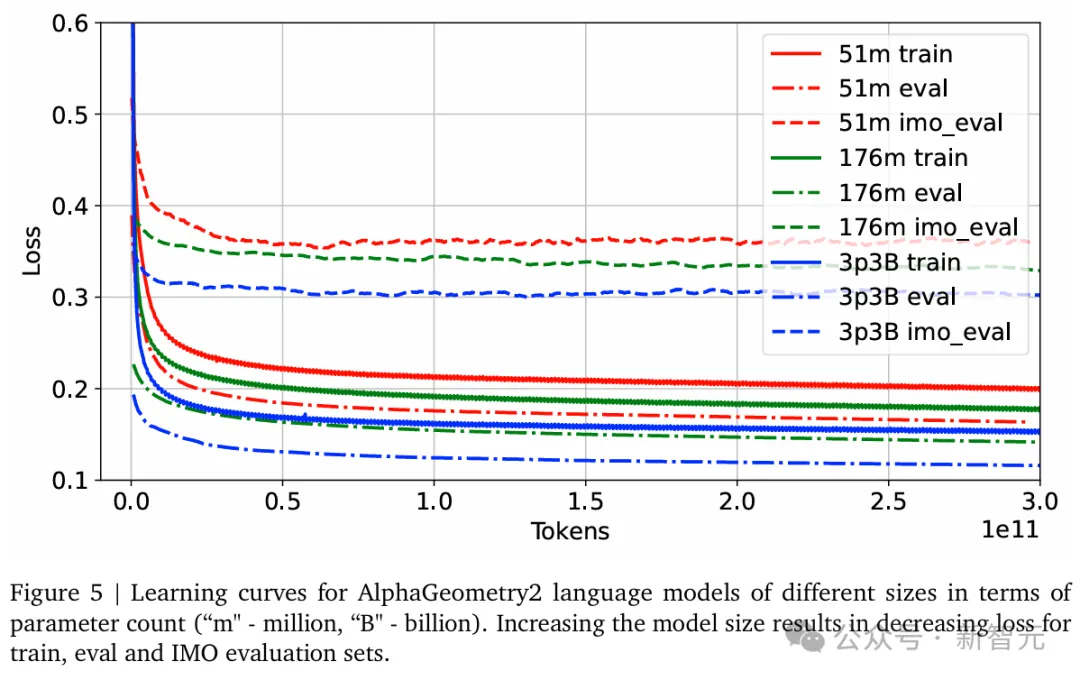 0.6
0.5
0.4
0.3
0.2
0.1
Loss
51m train
51m eval
51m imo_eval
176m train
176m eval
176m imo_eval
3p3B train
3p3B eval
3p3B imo_eval
0.0 0.5 1.0 1.5 2.0 2.5 3.0
1e11
Tokens
Figure 5 | Learning curves for AlphaGeometry2 language models of different sizes in terms of
parameter count (“m" - million, “B" - billion). Increasing the model size results in decreasing loss for
train, eval and IMO evaluation sets.
公众号 · 新智元